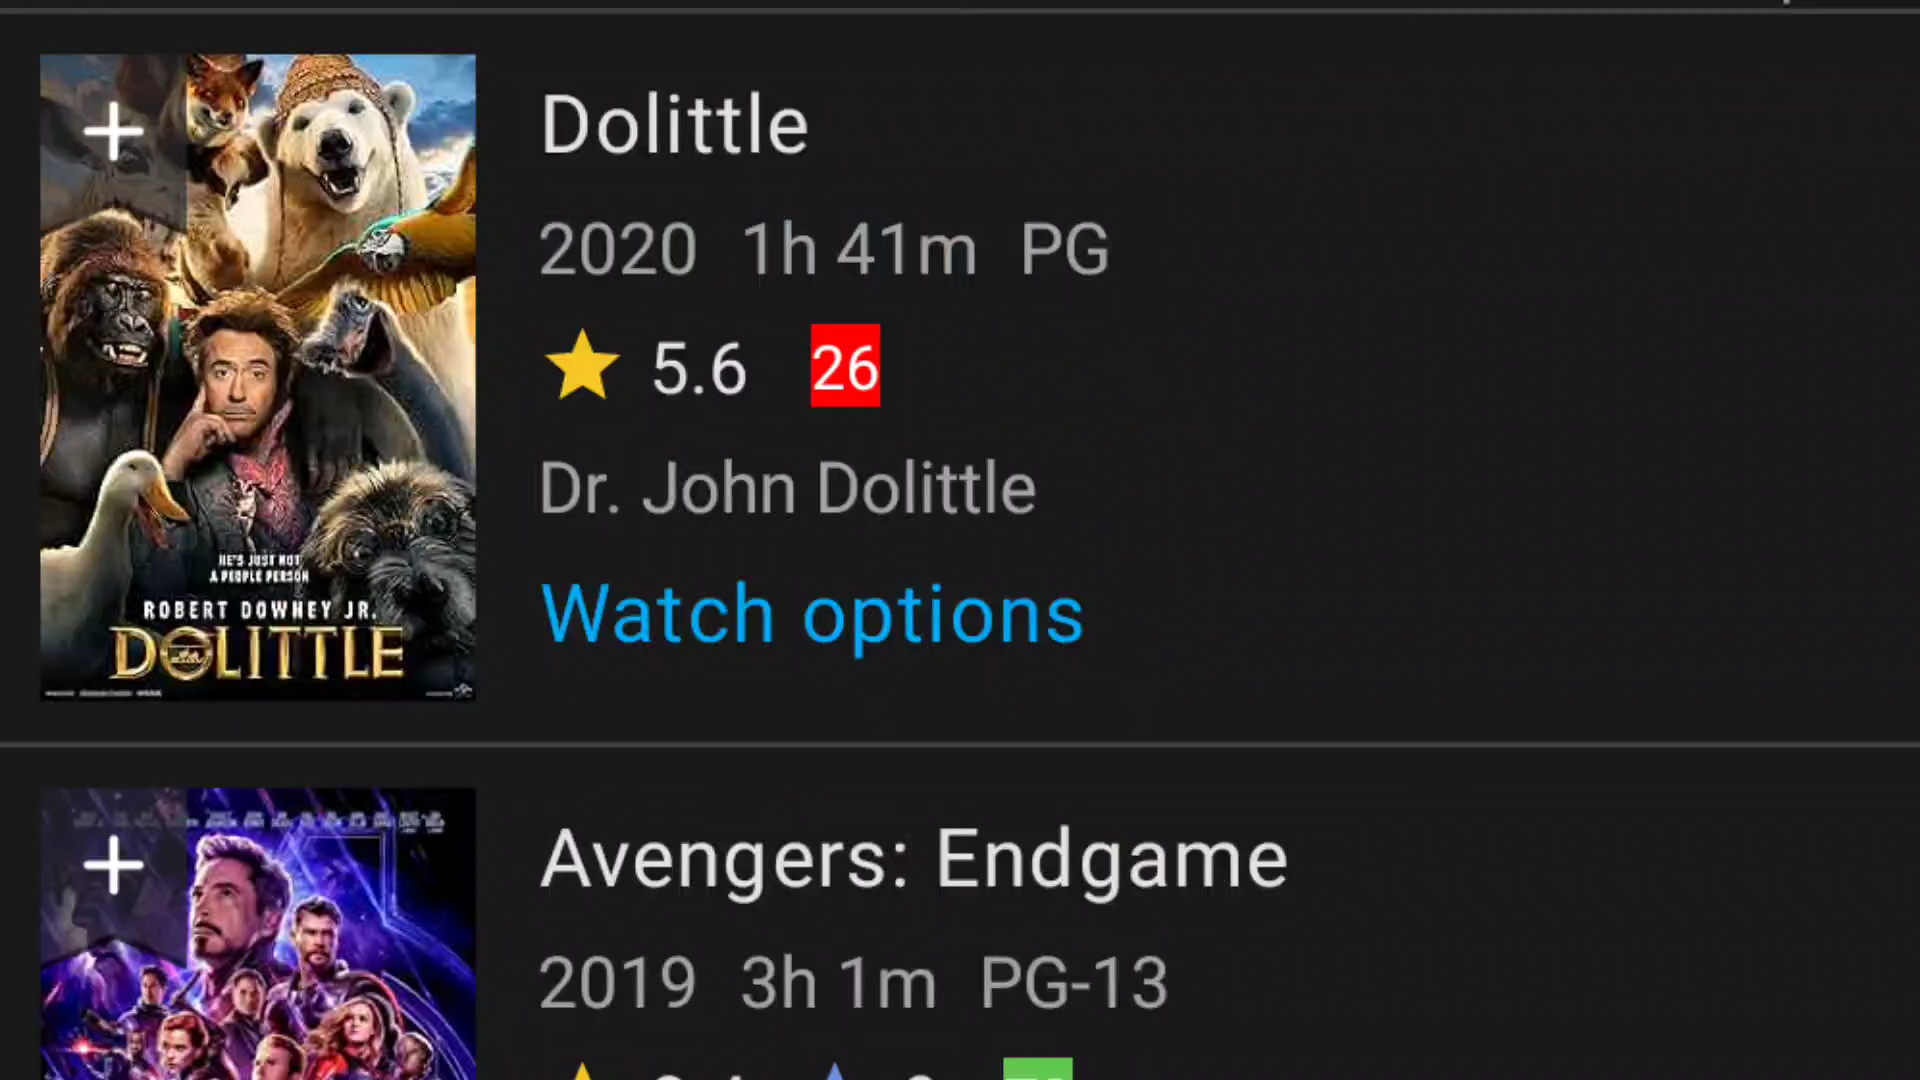 Dolittle
2020 1h 41m PG
5.6 26
Dr. John Dolittle
Watch options
HE'S JUST NOT
A PEOPLE PERSON
ROBERT DOWNEY JR.
DOLITTLE
Avengers: Endgame
2019 3h 1m PG-13